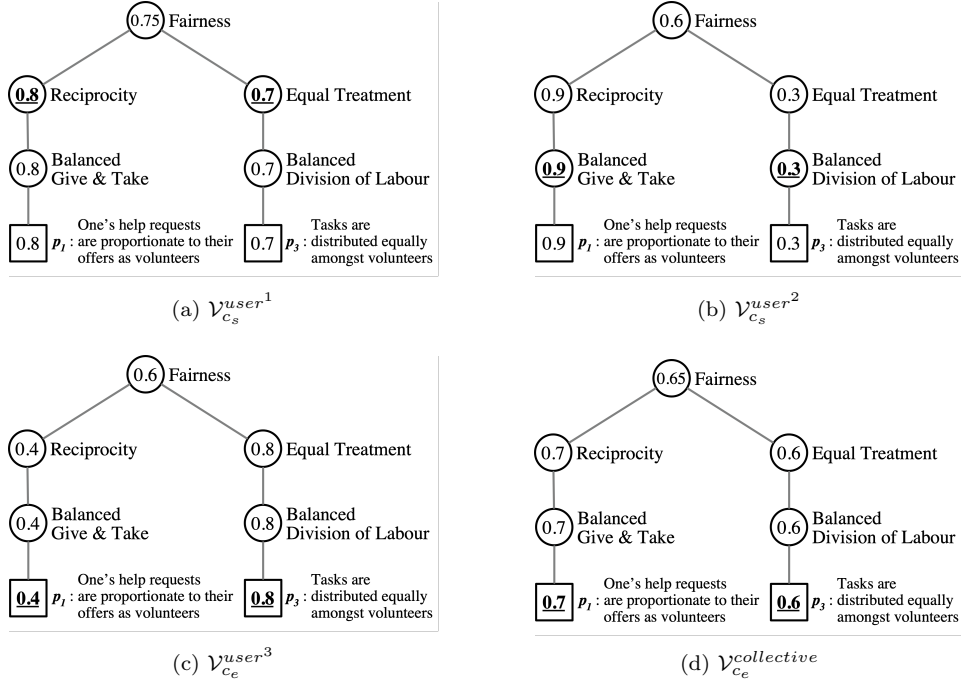 0.75 Fairness
0.8 Reciprocity
0.7 Equal Treatment
0.8 Balanced
Give & Take
0.7 Balanced
Division of Labour
0.8 p1 : One's help requests
are proportionate to their
offers as volunteers
0.7 p3 : Tasks are
distributed equally
amongst volunteers
(a) 𝒱_{c_s}^{user^1}
0.6 Fairness
0.9 Reciprocity
0.3 Equal Treatment
0.9 Balanced
Give & Take
0.3 Balanced
Division of Labour
0.9 p1 : One's help requests
are proportionate to their
offers as volunteers
0.3 p3 : Tasks are
distributed equally
amongst volunteers
(b) 𝒱_{c_s}^{user^2}
0.6 Fairness
0.4 Reciprocity
0.8 Equal Treatment
0.4 Balanced
Give & Take
0.8 Balanced
Division of Labour
0.4 p1 : One's help requests
are proportionate to their
offers as volunteers
0.8 p3 : Tasks are
distributed equally
amongst volunteers
(c) 𝒱_{c_e}^{user^3}
0.65 Fairness
0.7 Reciprocity
0.6 Equal Treatment
0.7 Balanced
Give & Take
0.6 Balanced
Division of Labour
0.7 p1 : One's help requests
are proportionate to their
offers as volunteers
0.6 p3 : Tasks are
distributed equally
amongst volunteers
(d) 𝒱_{c_e}^{collective}